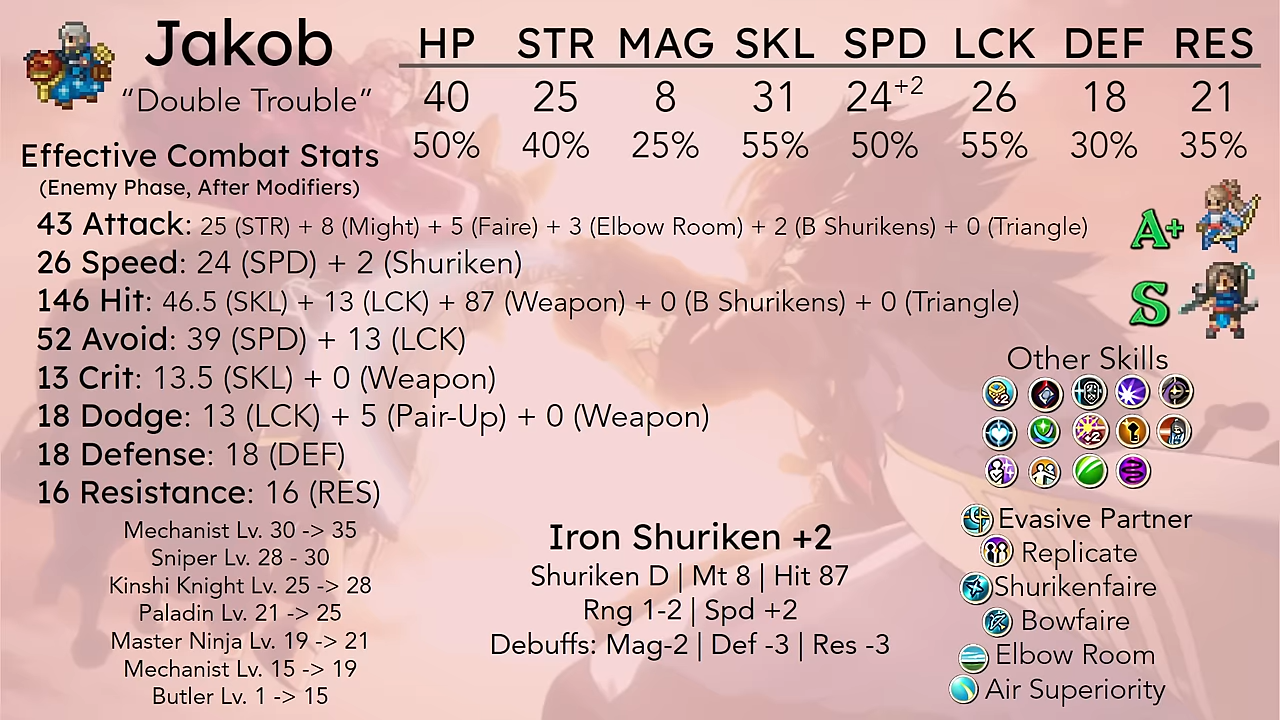 Jakob
"Double Trouble"
HP STR MAG SKL SPD LCK DEF RES
40 25 8 31 24+2 26 18 21
50% 40% 25% 55% 50% 55% 30% 35%
Effective Combat Stats
(Enemy Phase, After Modifiers)
43 Attack: 25 (STR) + 8 (Might) + 5 (Faire) + 3 (Elbow Room) + 2 (B Shurikens) + 0 (Triangle)
26 Speed: 24 (SPD) + 2 (Shuriken)
146 Hit: 46.5 (SKL) + 13 (LCK) + 87 (Weapon) + 0 (B Shurikens) + 0 (Triangle)
52 Avoid: 39 (SPD) + 13 (LCK)
13 Crit: 13.5 (SKL) + 0 (Weapon)
18 Dodge: 13 (LCK) + 5 (Pair-Up) + 0 (Weapon)
18 Defense: 18 (DEF)
16 Resistance: 16 (RES)
A+
S
Other Skills
Mechanist Lv. 30 -> 35
Sniper Lv. 28 - 30
Kinshi Knight Lv. 25 -> 28
Paladin Lv. 21 -> 25
Master Ninja Lv. 19 -> 21
Mechanist Lv. 15 -> 19
Butler Lv. 1 -> 15
Iron Shuriken +2
Shuriken D | Mt 8 | Hit 87
Rng 1-2 | Spd +2
Debuffs: Mag-2 | Def -3 | Res -3
Evasive Partner
Replicate
Shurikenfaire
Bowfaire
Elbow Room
Air Superiority